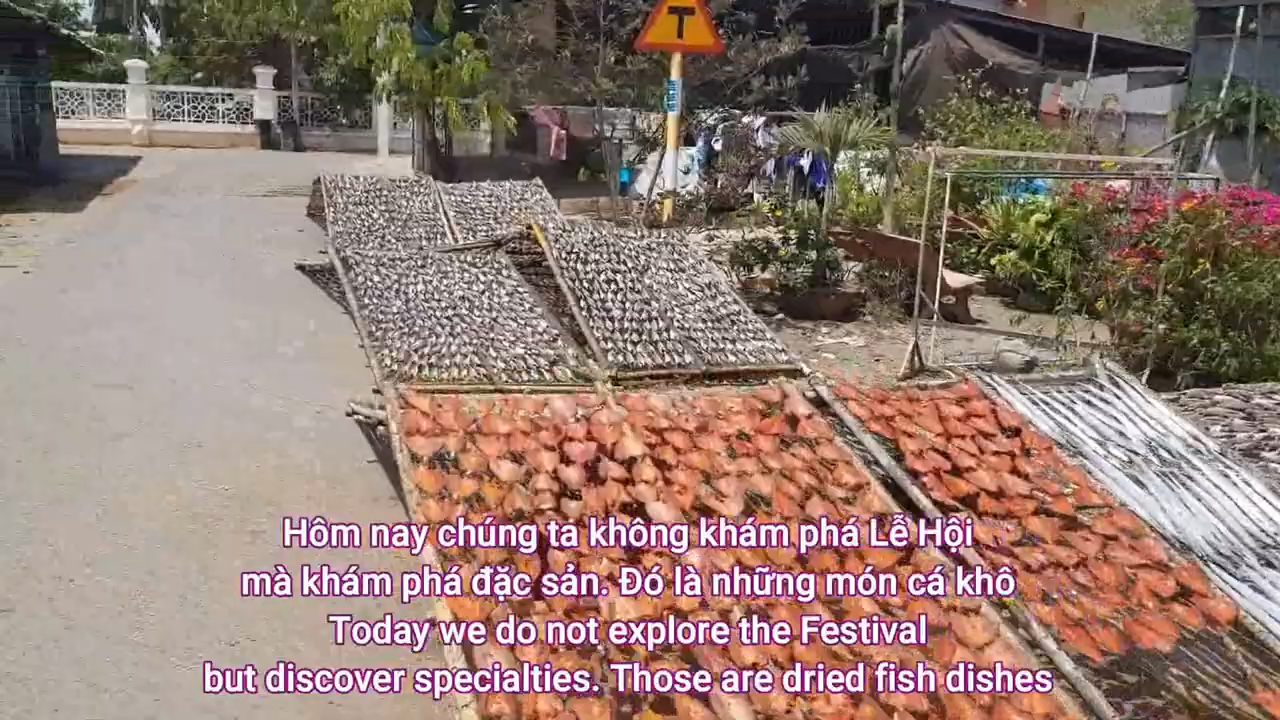 T
Hôm nay chúng ta không khám phá Lễ Hội
mà khám phá đặc sản. Đó là những món cá khô
Today we do not explore the Festival
but discover specialties. Those are dried fish dishes